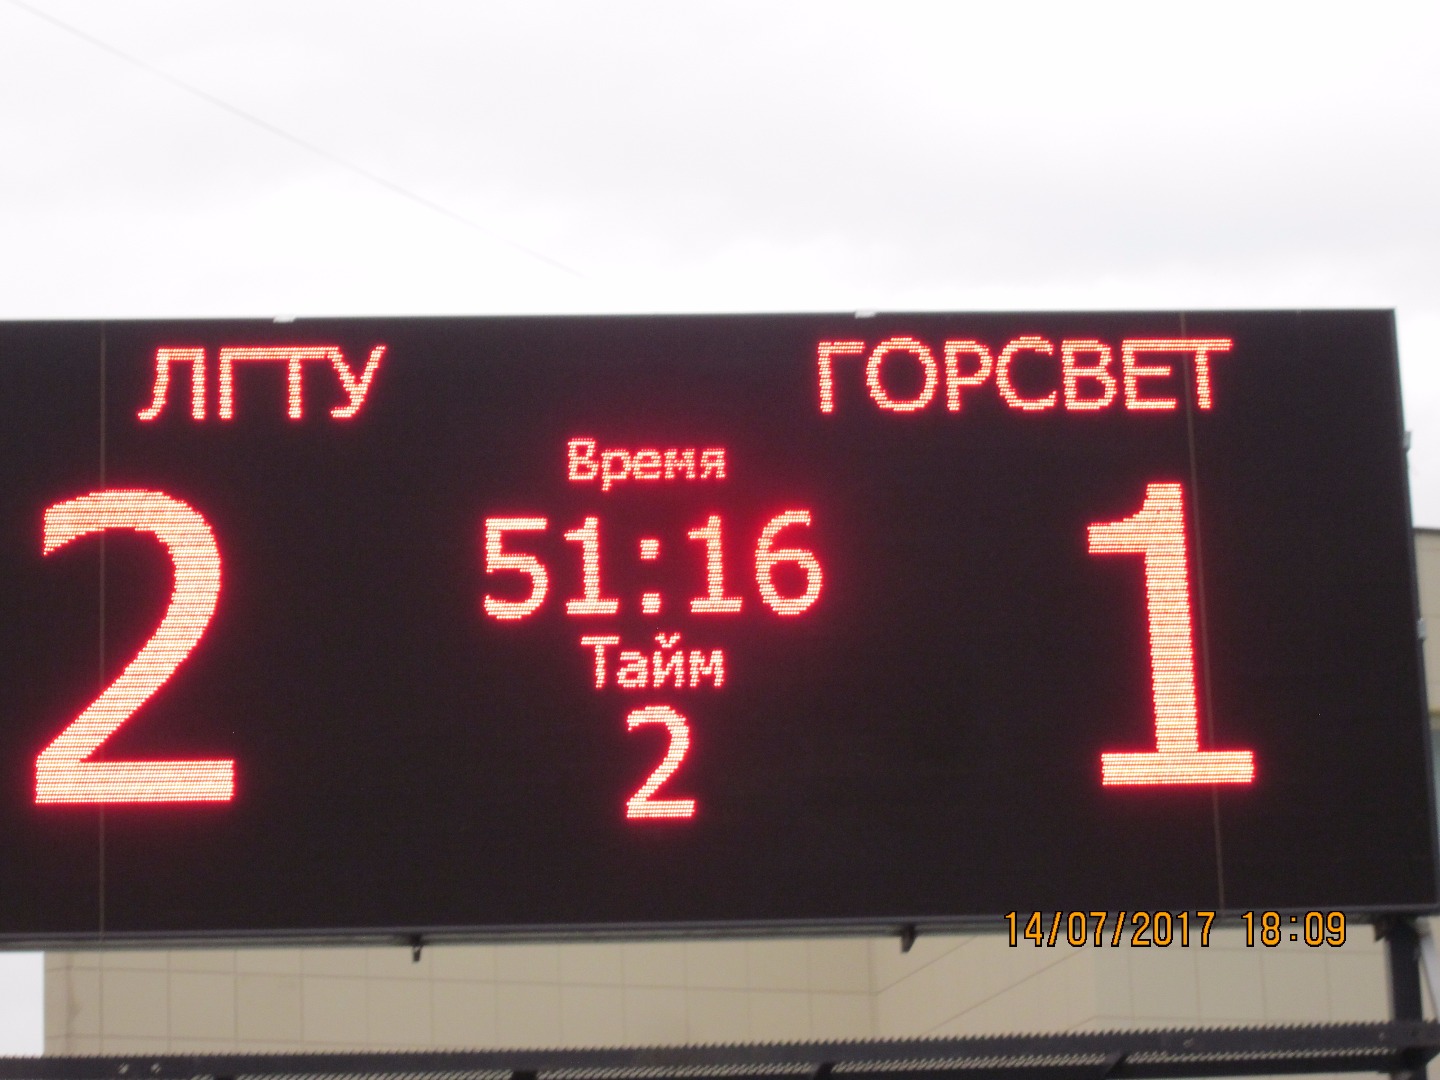 ЛГТУ ГОРСВЕТ
Время
2 51:16 1
Тайм
2
14/07/2017 18:09